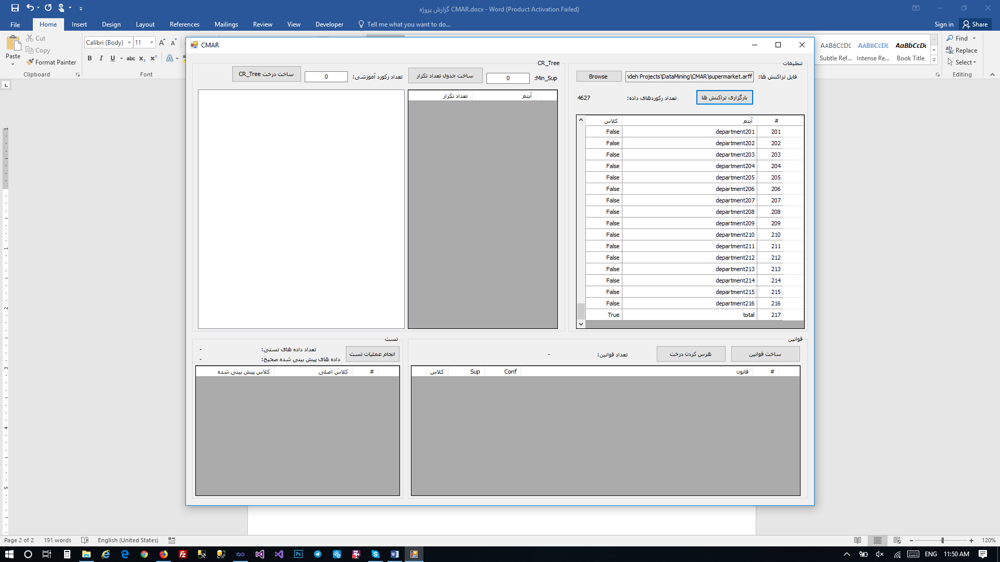 گزارش پروژه CMAR.docx - Word (Product Activation Failed)
File Home Insert Design Layout References Mailings Review View Developer Tell me what you want to do... Sign in Share
Paste
Cut
Copy
Format Painter
Clipboard
Calibri (Body) 11
B I U abc x₂ x²
Font
AABBCCDE AABBCCDE AaBbCcDc
Subtle Ref... Intense Re... Book Title
Find
Replace
Select
Editing
CMAR
تنظیمات
فایل تراکنش ها:
ndeh Projects\DataMining\CMAR\supermarket.arff
Browse
بارگزاری تراکنش ها
تعداد رکوردهای داده: 4627
# آیتم کلاس
201 department201 False
202 department202 False
203 department203 False
204 department204 False
205 department205 False
206 department206 False
207 department207 False
208 department208 False
209 department209 False
210 department210 False
211 department211 False
212 department212 False
213 department213 False
214 department214 False
215 department215 False
216 department216 False
217 total True
CR_Tree
Min_Sup: 0
ساخت جدول تعداد تکرار
تعداد رکورد آموزشی: 0
ساخت درخت CR_Tree
آیتم تعداد تکرار
قوانین
ساخت قوانین
هرس کردن درخت
تعداد قوانین: -
# قانون Conf Sup کلاس
تست
انجام عملیات تست
تعداد داده های تستی: -
داده های پیش بینی شده صحیح: -
# کلاس اصلی کلاس پیش بینی شده
Page 2 of 2 191 words English (United States) 120%
ENG 11:50 AM